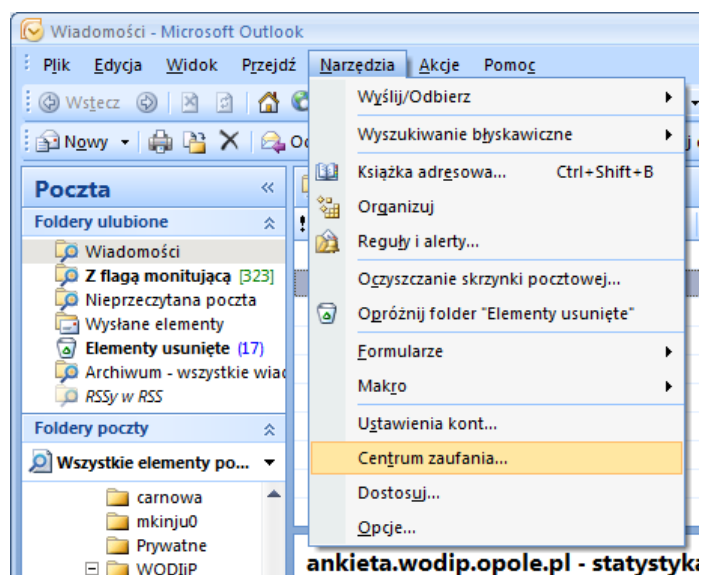 Wiadomości - Microsoft Outlook
Plik Edycja Widok Przejdź Narzędzia Akcje Pomoc
Wstecz
Nowy
Wyślij/Odbierz
Wyszukiwanie błyskawiczne
Książka adresowa... Ctrl+Shift+B
Organizuj
Reguły i alerty...
Oczyszczanie skrzynki pocztowej...
Opróżnij folder "Elementy usunięte"
Formularze
Makro
Ustawienia kont...
Centrum zaufania...
Dostosuj...
Opcje...
Poczta
Foldery ulubione
Wiadomości
Z flagą monitującą [323]
Nieprzeczytana poczta
Wysłane elementy
Elementy usunięte (17)
Archiwum - wszystkie wiad
RSSy w RSS
Foldery poczty
Wszystkie elementy po...
carnowa
mkinju0
Prywatne
WODIiP
ankieta.wodip.opole.pl - statystyka